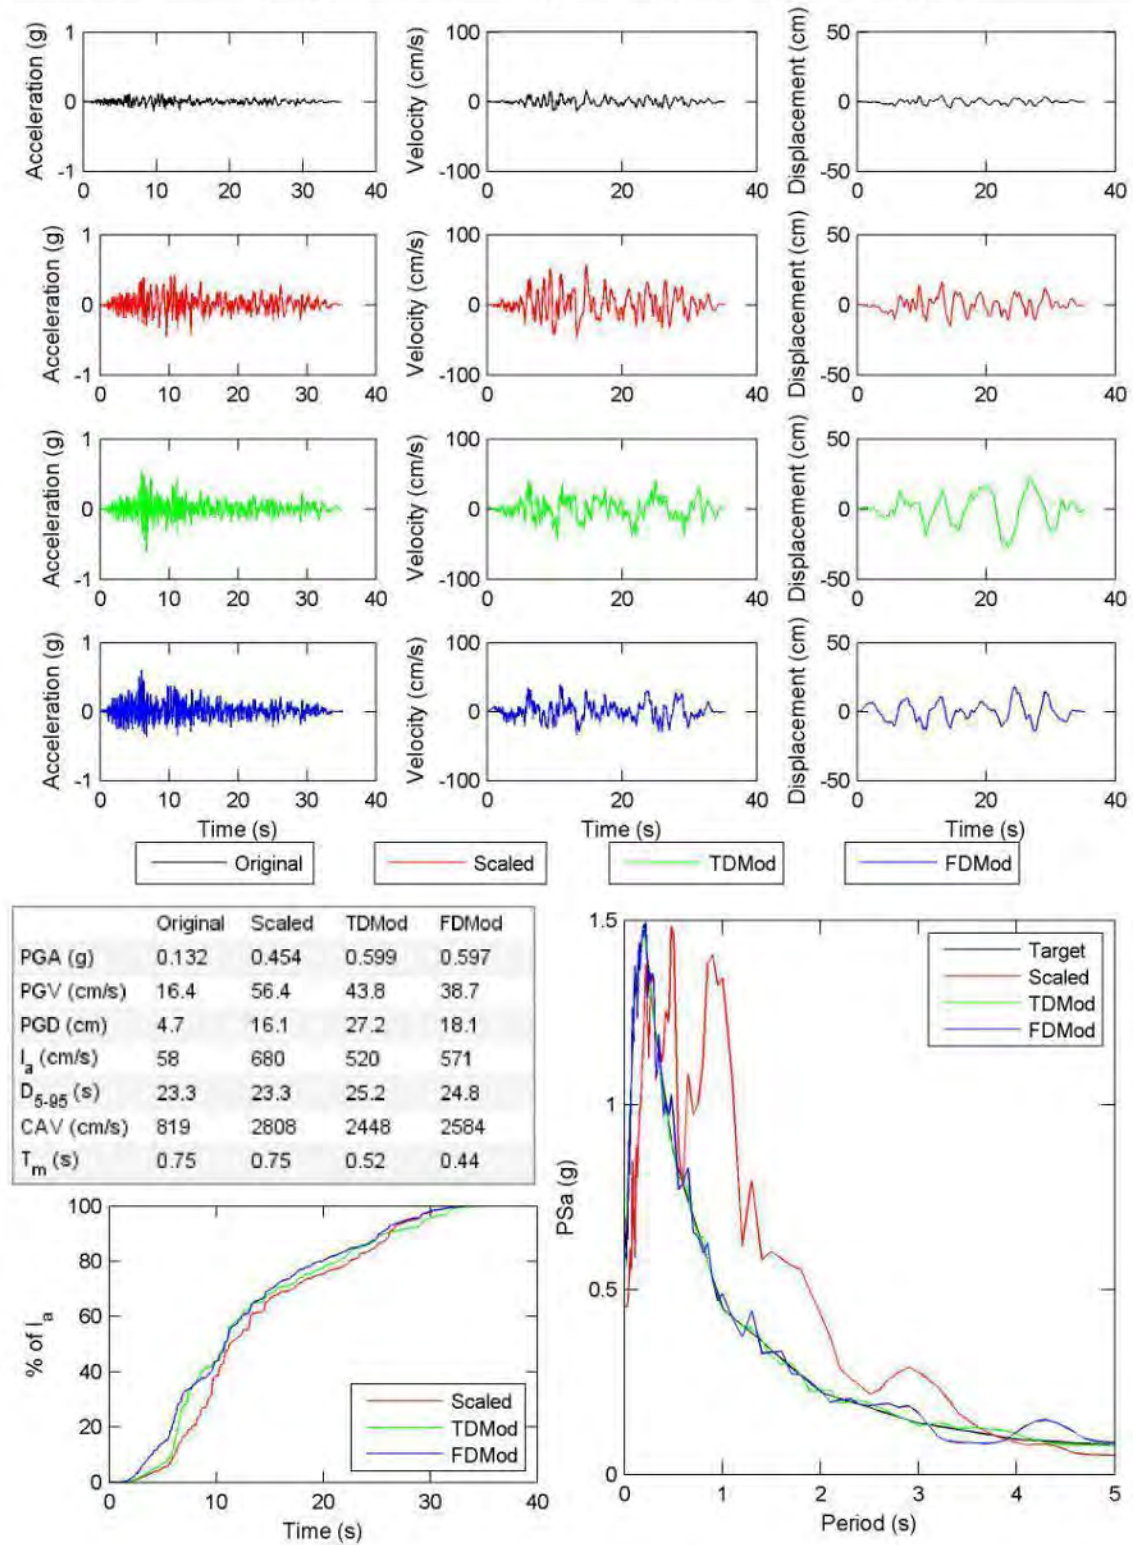 Acceleration (g)
1
0
-1
0 10 20 30 40
Velocity (cm/s)
100
0
-100
0 20 40
Displacement (cm)
50
0
-50
0 20 40
Acceleration (g)
1
0
-1
0 10 20 30 40
Velocity (cm/s)
100
0
-100
0 20 40
Displacement (cm)
50
0
-50
0 20 40
Acceleration (g)
1
0
-1
0 10 20 30 40
Velocity (cm/s)
100
0
-100
0 20 40
Displacement (cm)
50
0
-50
0 20 40
Acceleration (g)
1
0
-1
0 10 20 30 40
Time (s)
Velocity (cm/s)
100
0
-100
0 20 40
Time (s)
Displacement (cm)
50
0
-50
0 20 40
Time (s)
Original Scaled TDMod FDMod
Original Scaled TDMod FDMod
PGA (g) 0.132 0.454 0.599 0.597
PGV (cm/s) 16.4 56.4 43.8 38.7
PGD (cm) 4.7 16.1 27.2 18.1
I_a (cm/s) 58 680 520 571
D_5-95 (s) 23.3 23.3 25.2 24.8
CAV (cm/s) 819 2808 2448 2584
T_m (s) 0.75 0.75 0.52 0.44
% of I_a
100
80
60
40
20
0
0 10 20 30 40
Time (s)
Scaled
TDMod
FDMod
PSa (g)
1.5
1
0.5
0
0 1 2 3 4 5
Period (s)
Target
Scaled
TDMod
FDMod